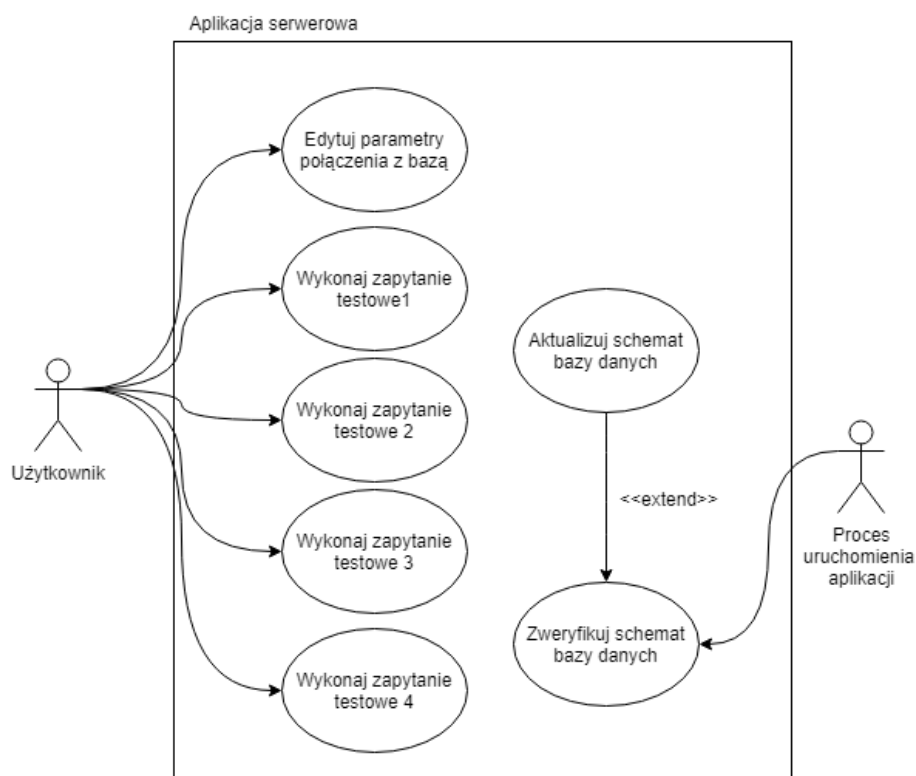 Aplikacja serwerowa
Edytuj parametry
połączenia z bazą
Wykonaj zapytanie
testowe1
Aktualizuj schemat
bazy danych
Wykonaj zapytanie
testowe 2
Użytkownik
<<extend>>
Proces
uruchomienia
aplikacji
Wykonaj zapytanie
testowe 3
Zweryfikuj schemat
bazy danych
Wykonaj zapytanie
testowe 4